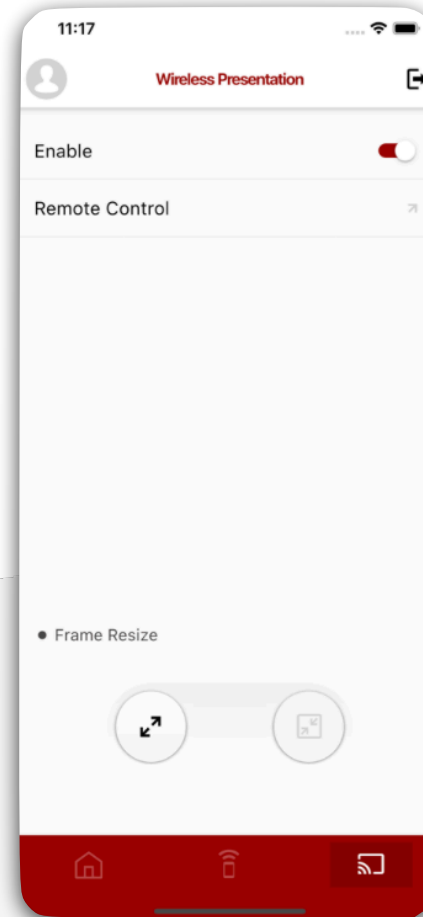 11:17
Wireless Presentation
Enable
Remote Control
Frame Resize